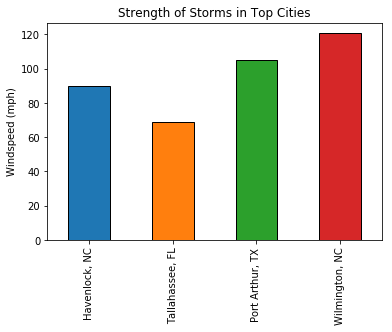 Strength of Storms in Top Cities
Windspeed (mph)
120
100
80
60
40
20
0
Havenlock, NC
Tallahassee, FL
Port Arthur, TX
Wilmington, NC